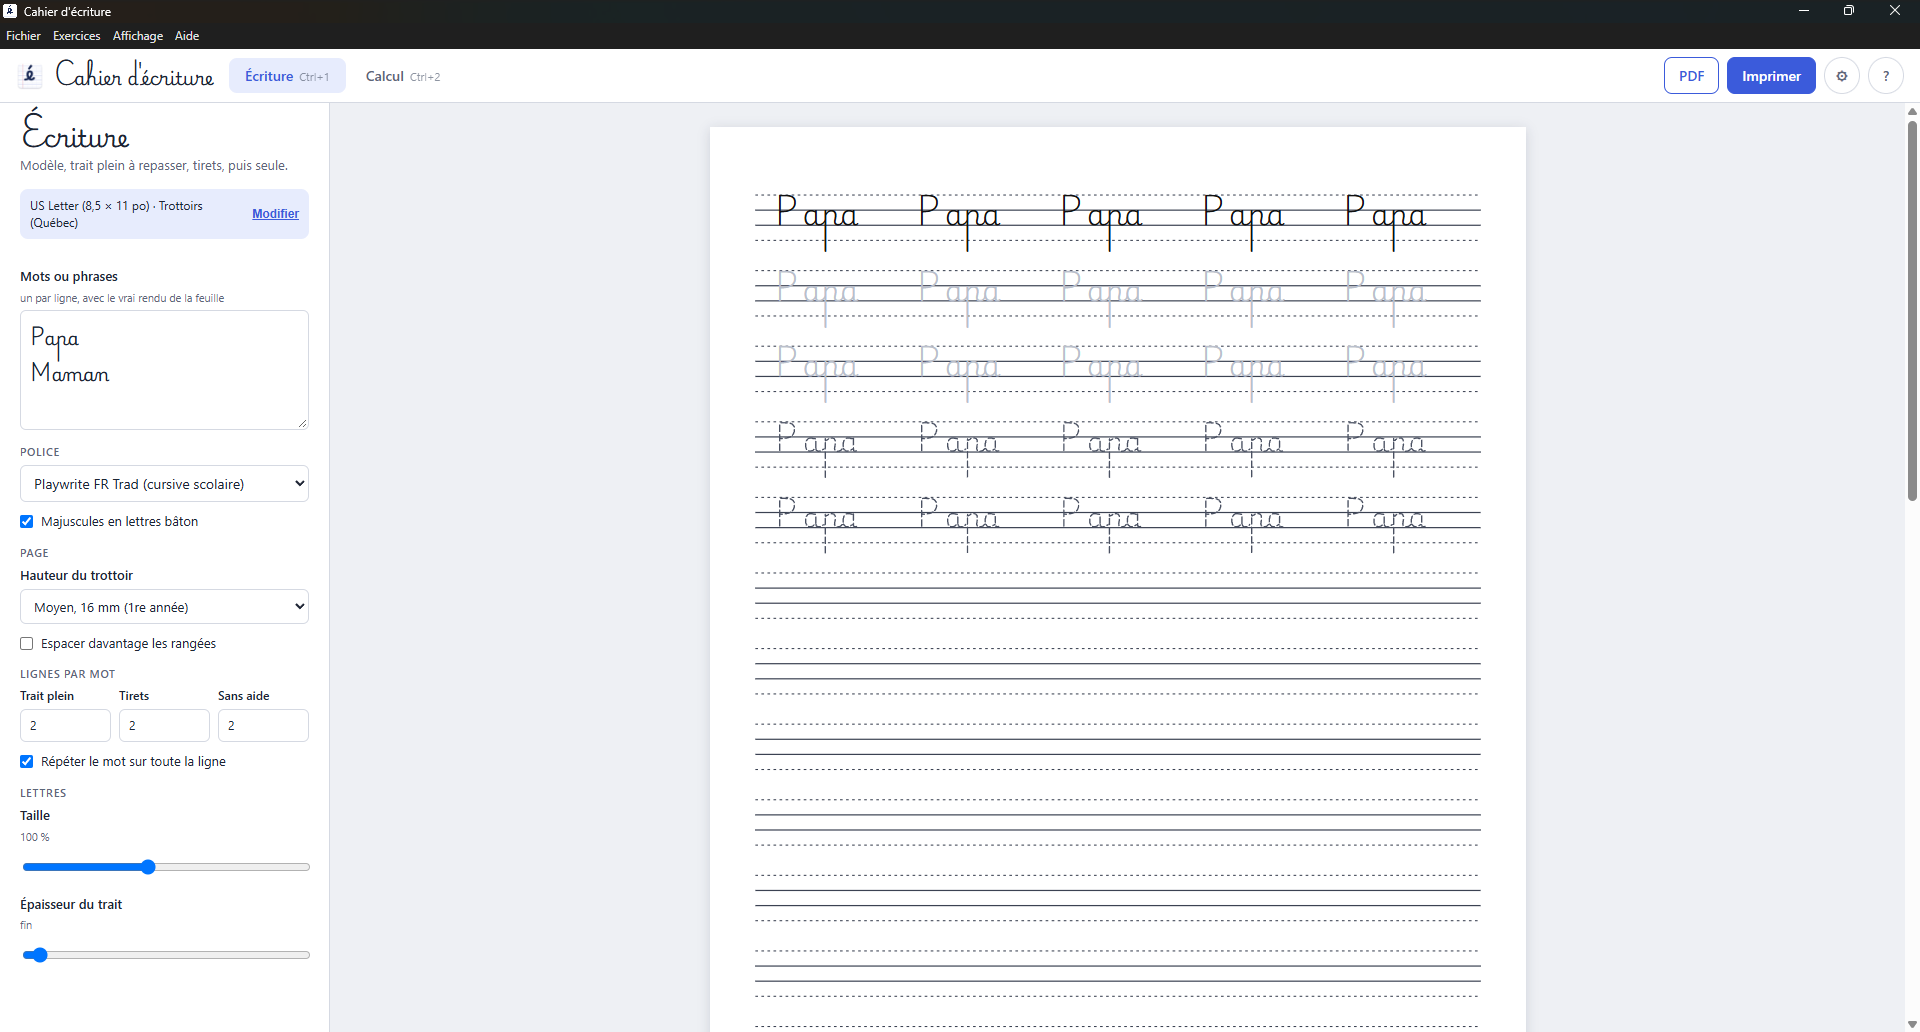 Cahier d'écriture
Fichier Exercices Affichage Aide
é Cahier d'écriture Écriture Ctrl+1 Calcul Ctrl+2 PDF Imprimer ⚙ ?
Écriture
Modèle, trait plein à repasser, tirets, puis seule.
US Letter (8,5 × 11 po) · Trottoirs
(Québec)
Modifier
Mots ou phrases
un par ligne, avec le vrai rendu de la feuille
Papa
Maman
POLICE
Playwrite FR Trad (cursive scolaire)
Majuscules en lettres bâton
PAGE
Hauteur du trottoir
Moyen, 16 mm (1re année)
Espacer davantage les rangées
LIGNES PAR MOT
Trait plein Tirets Sans aide
2 2 2
Répéter le mot sur toute la ligne
LETTRES
Taille
100 %
Épaisseur du trait
fin
Papa Papa Papa Papa Papa
Papa Papa Papa Papa Papa
Papa Papa Papa Papa Papa
Papa Papa Papa Papa Papa
Papa Papa Papa Papa Papa